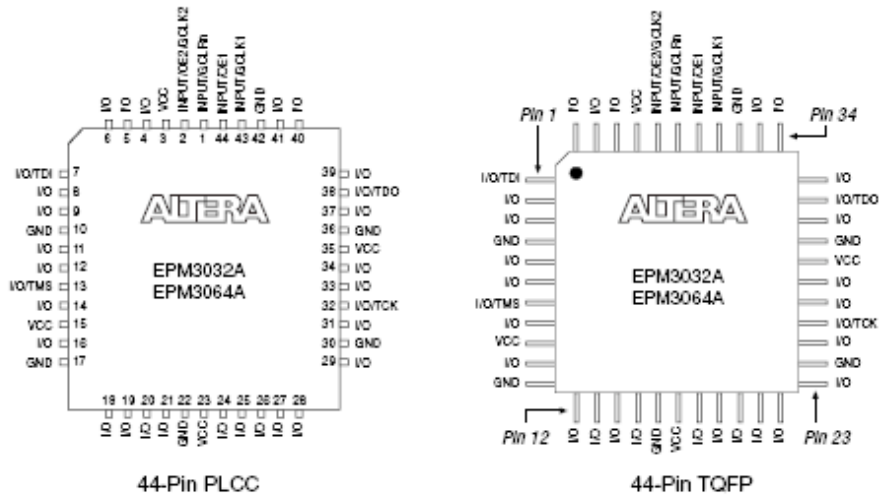 I/O
I/O
I/O
VCC
INPUT/OE2/GCLK2
INPUT/GCLRn
INPUT/OE1
INPUT/GCLK1
GND
I/O
I/O
6 5 4 3 2 1 44 43 42 41 40
I/O/TDI 7
I/O 8
I/O 9
GND 10
I/O 11
I/O 12
I/O/TMS 13
I/O 14
VCC 15
I/O 16
GND 17
ALTERA
EPM3032A
EPM3064A
39 I/O
38 I/O/TDO
37 I/O
36 GND
35 VCC
34 I/O
33 I/O
32 I/O/TCK
31 I/O
30 GND
29 I/O
18 19 20 21 22 23 24 25 26 27 28
I/O
I/O
I/O
I/O
GND
VCC
I/O
I/O
I/O
I/O
I/O
44-Pin PLCC
I/O
I/O
I/O
VCC
INPUT/OE2/GCLK2
INPUT/GCLRn
INPUT/OE1
INPUT/GCLK1
GND
I/O
I/O
Pin 1
Pin 34
I/O/TDI
I/O
I/O
GND
I/O
I/O
I/O/TMS
I/O
VCC
I/O
GND
ALTERA
EPM3032A
EPM3064A
I/O
I/O/TDO
I/O
GND
VCC
I/O
I/O
I/O/TCK
I/O
GND
I/O
Pin 12
Pin 23
I/O
I/O
I/O
I/O
GND
VCC
I/O
I/O
I/O
I/O
I/O
44-Pin TQFP